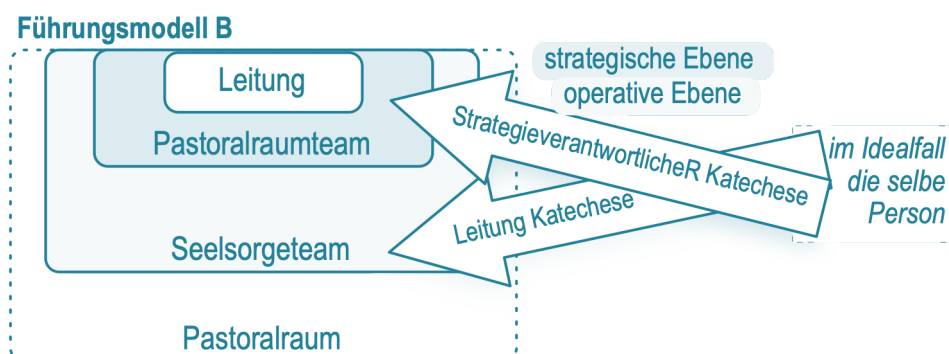 Führungsmodell B
Leitung
Pastoralraumteam
Seelsorgeteam
Pastoralraum
strategische Ebene
operative Ebene
StrategieverantwortlicheR Katechese
Leitung Katechese
im Idealfall
die selbe
Person